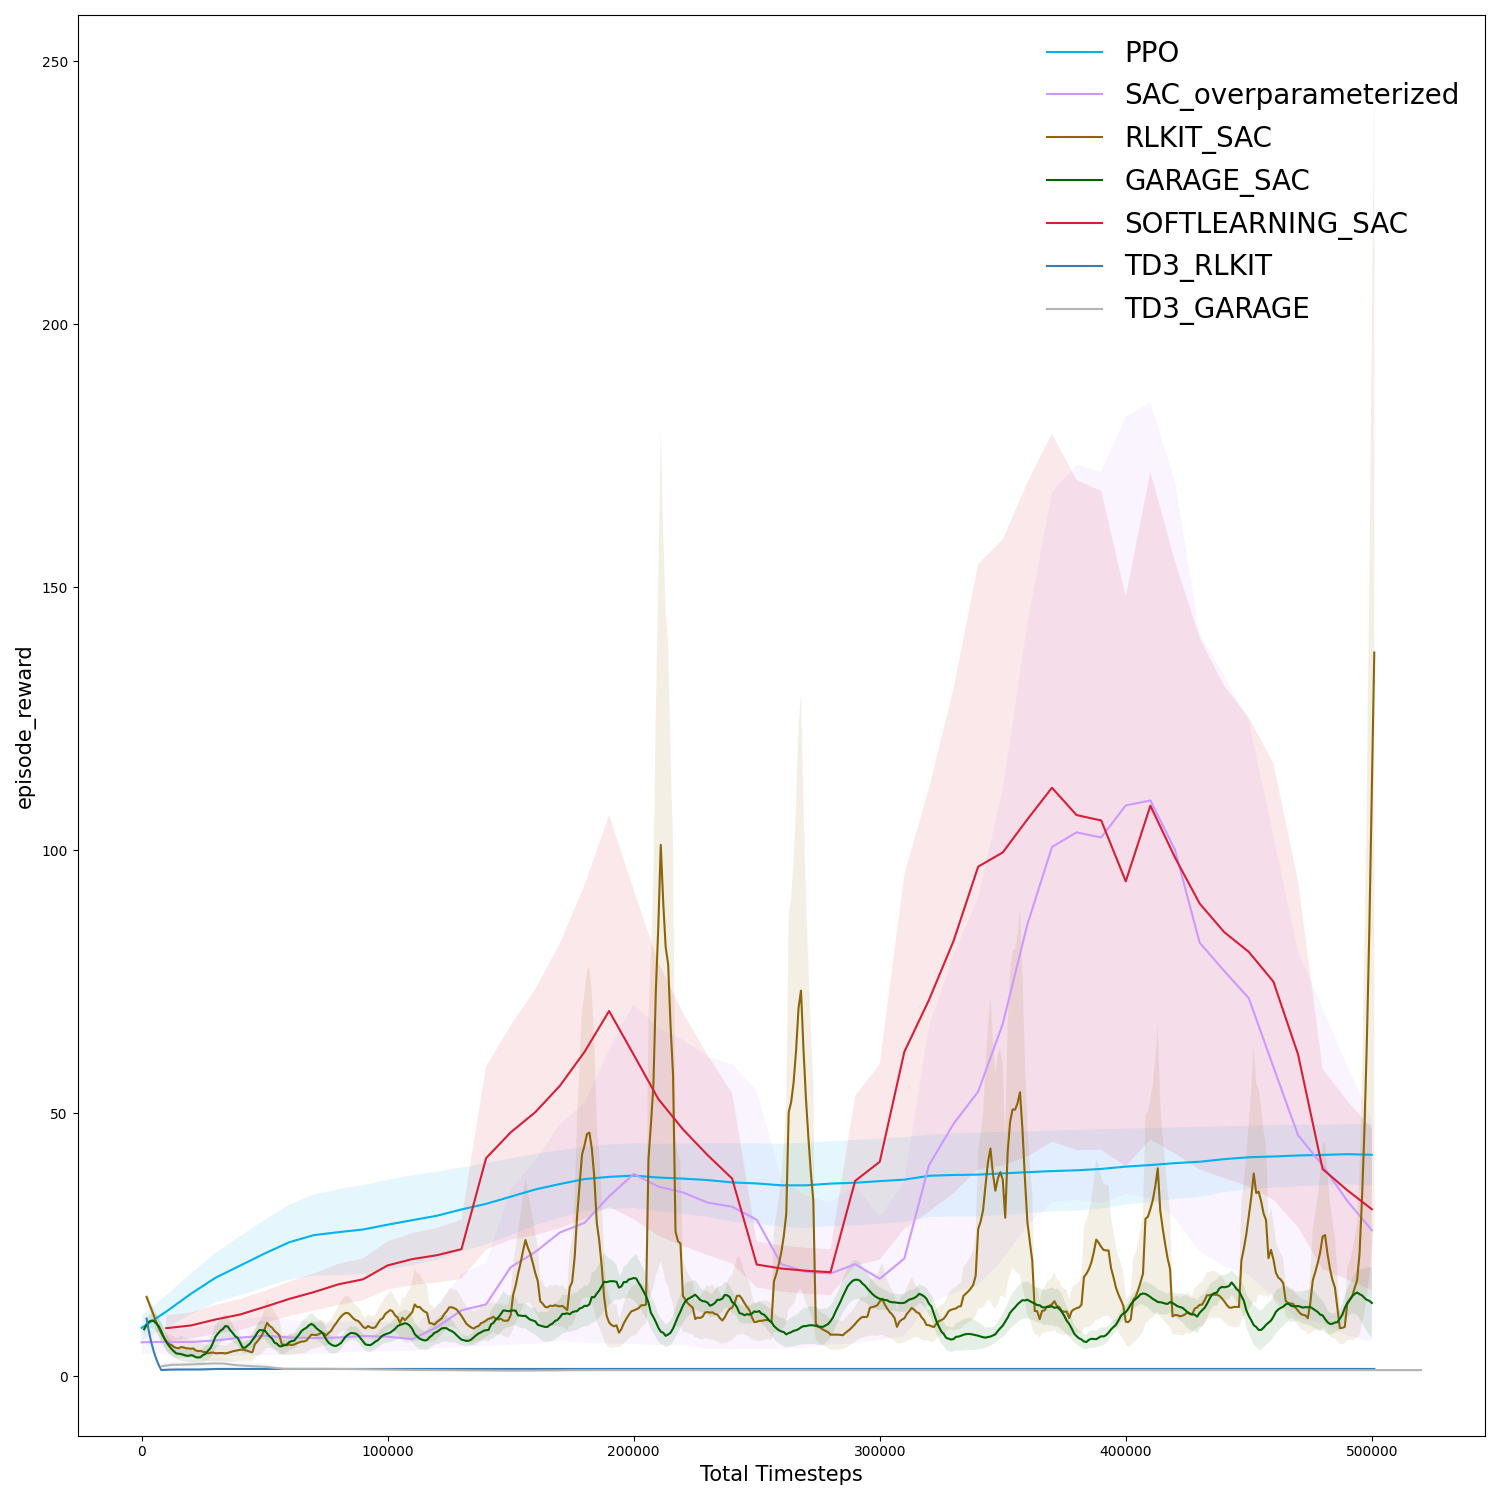 250
200
150
100
50
0
episode_reward
PPO
SAC_overparameterized
RLKIT_SAC
GARAGE_SAC
SOFTLEARNING_SAC
TD3_RLKIT
TD3_GARAGE
0
100000
200000
300000
400000
500000
Total Timesteps